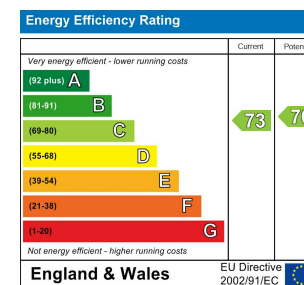 Energy Efficiency Rating
Current Poten
Very energy efficient - lower running costs
(92 plus) A
(81-91) B
(69-80) C
73
(55-68) D
(39-54) E
(21-38) F
(1-20) G
Not energy efficient - higher running costs
England & Wales
EU Directive
2002/91/EC